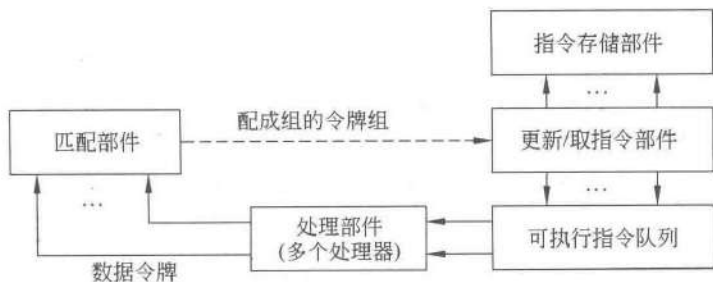 指令存储部件
…
配成组的令牌组
匹配部件
更新/取指令部件
…
…
处理部件
(多个处理器)
可执行指令队列
数据令牌